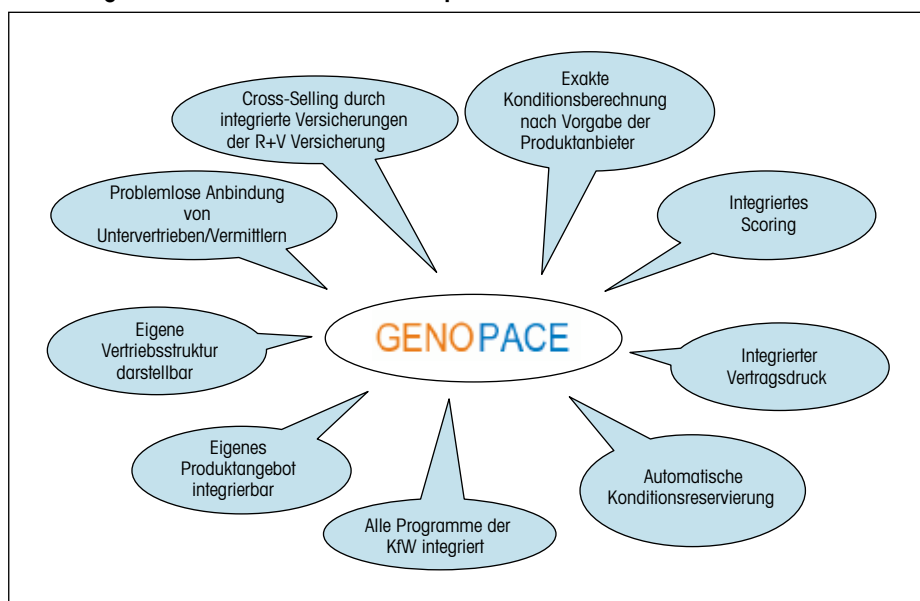 Cross-Selling durch
integrierte Versicherungen
der R+V Versicherung
Exakte
Konditionsberechnung
nach Vorgabe der
Produktanbieter
Problemlose Anbindung
von
Untervertrieben/Vermittlern
Integriertes
Scoring
Eigene
Vertriebsstruktur
darstellbar
GENOPACE
Integrierter
Vertragsdruck
Eigenes
Produktangebot
integrierbar
Automatische
Konditionsreservierung
Alle Programme der
KfW integriert